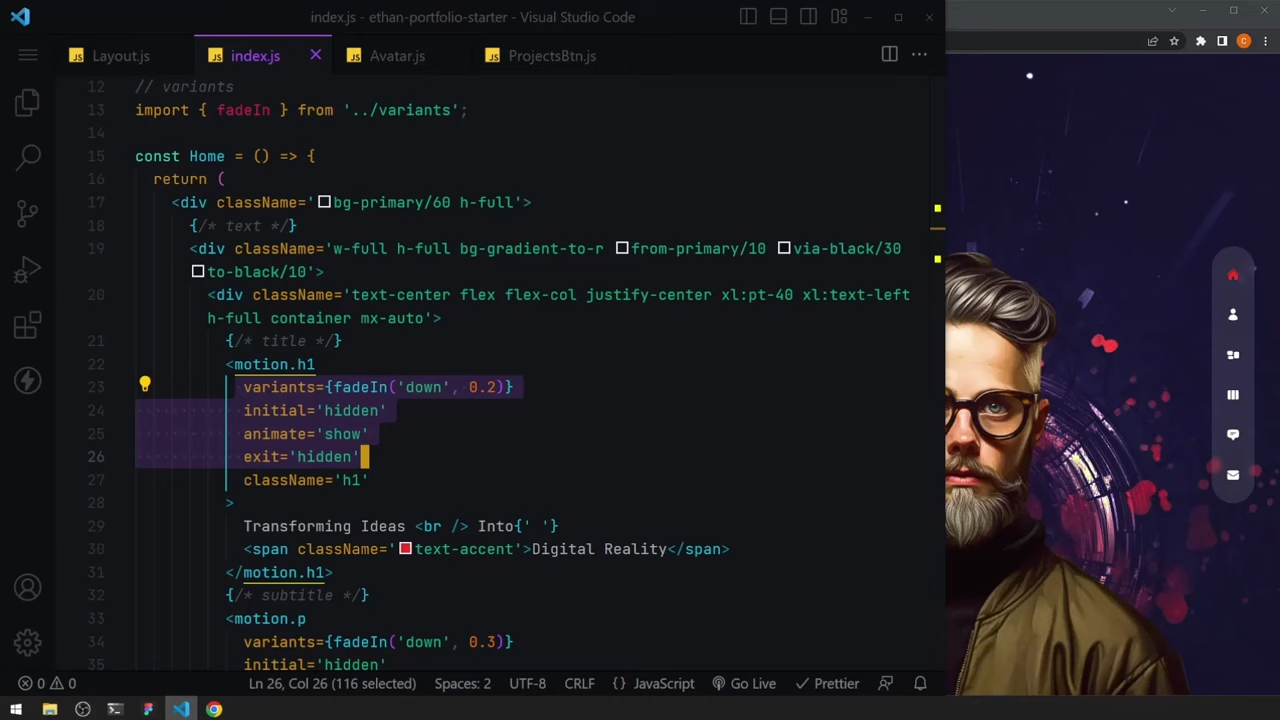 index.js - ethan-portfolio-starter - Visual Studio Code
JS Layout.js
JS index.js
JS Avatar.js
JS ProjectsBtn.js
12 // variants
13 import { fadeIn } from '../variants';
14
15 const Home = () => {
16 return (
17 <div className='bg-primary/60 h-full'>
18 {/* text */}
19 <div className='w-full h-full bg-gradient-to-r from-primary/10 via-black/30
to-black/10'>
20 <div className='text-center flex flex-col justify-center xl:pt-40 xl:text-left
h-full container mx-auto'>
21 {/* title */}
22 <motion.h1
23 variants={fadeIn('down', 0.2)}
24 initial='hidden'
25 animate='show'
26 exit='hidden'
27 className='h1'
28 >
29 Transforming Ideas <br /> Into{' '}
30 <span className='text-accent'>Digital Reality</span>
31 </motion.h1>
32 {/* subtitle */}
33 <motion.p
34 variants={fadeIn('down', 0.3)}
35 initial='hidden'
0 0 Ln 26, Col 26 (116 selected) Spaces: 2 UTF-8 CRLF {} JavaScript Go Live Prettier
C